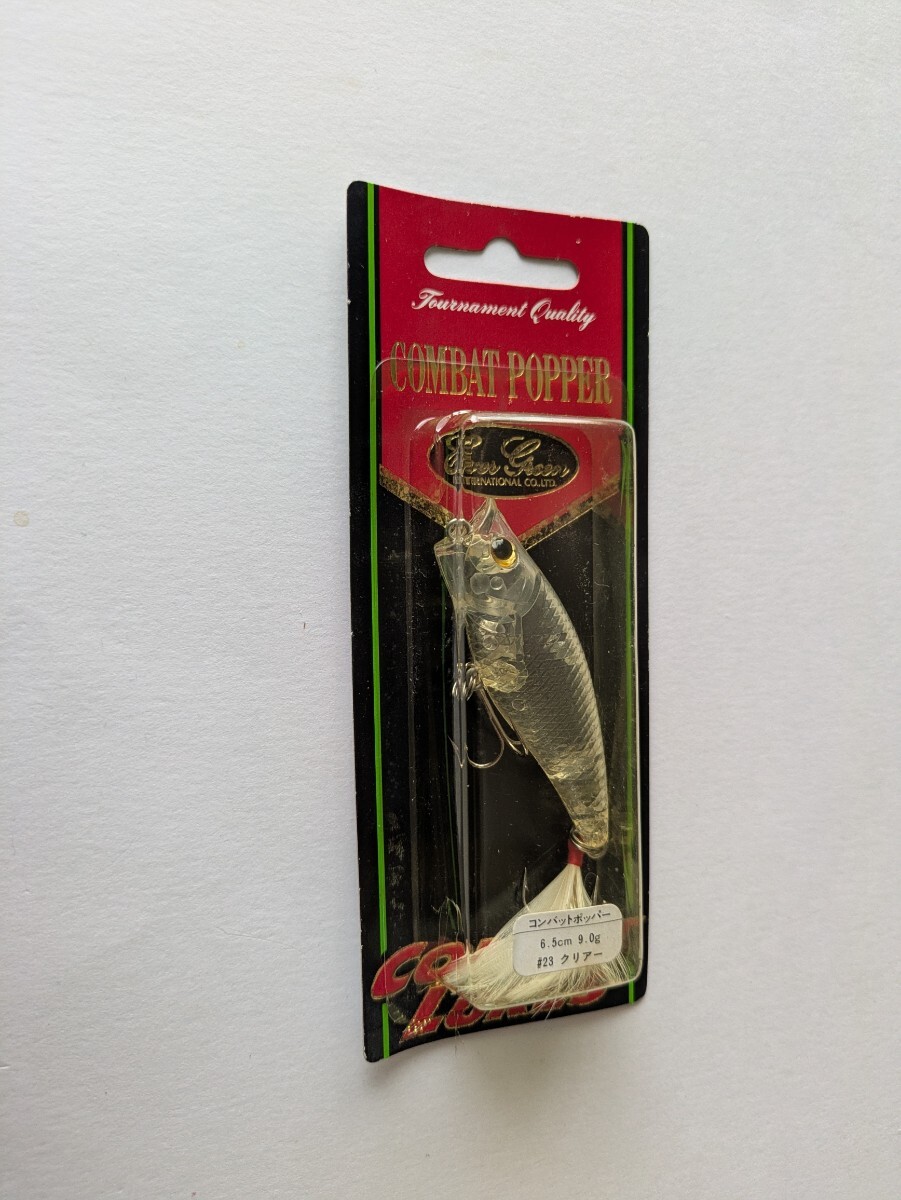 Tournament Quality
COMBAT POPPER
Ever Green
INTERNATIONAL CO.,LTD.
コンバットポッパー
6.5cm 9.0g
#23 クリアー